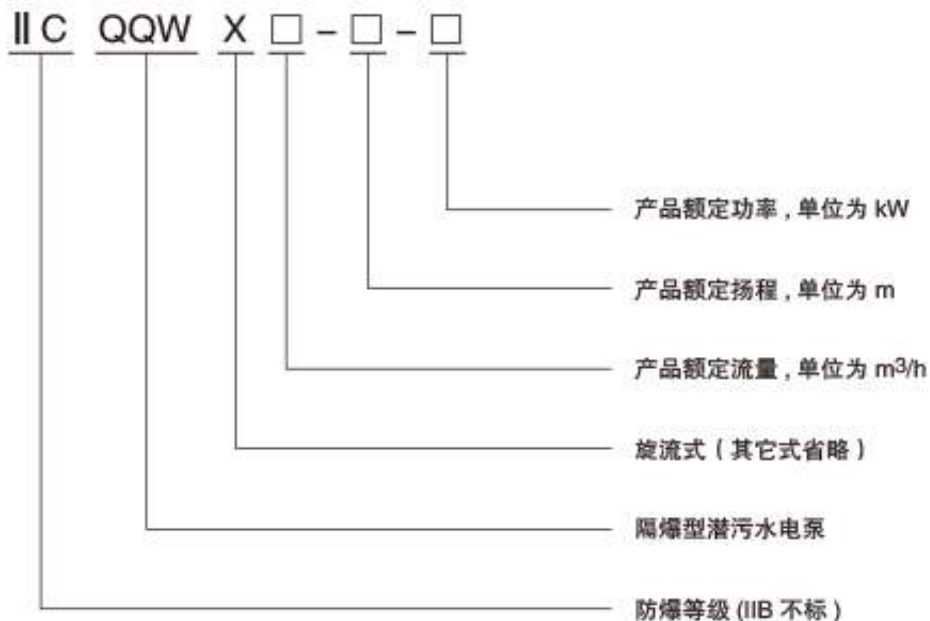 ⅡC QQW X □-□-□
产品额定功率,单位为 kW
产品额定扬程,单位为 m
产品额定流量,单位为 m³/h
旋流式(其它式省略)
隔爆型潜污水电泵
防爆等级(IIB 不标)